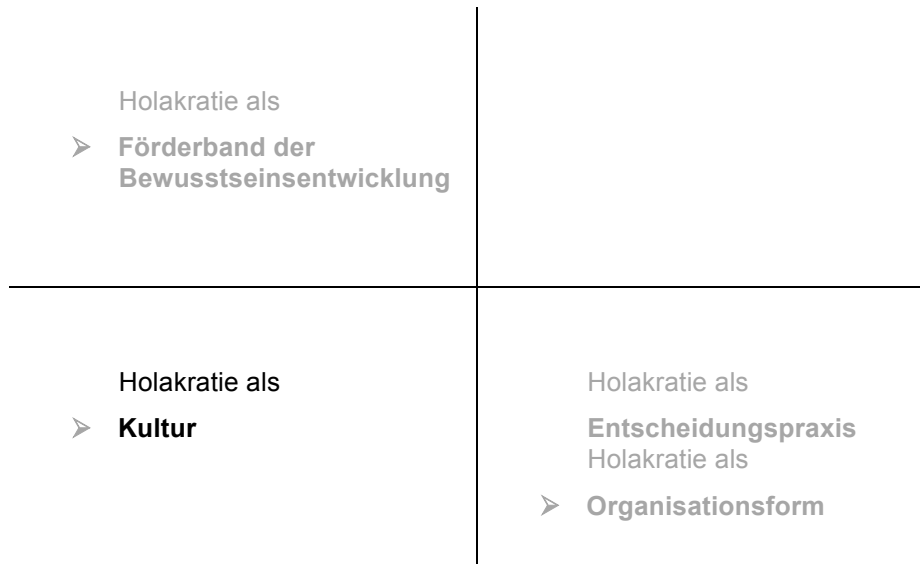 Holakratie als
➢ Förderband der
Bewusstseinsentwicklung
Holakratie als
➢ Kultur
Holakratie als
Entscheidungspraxis
Holakratie als
➢ Organisationsform